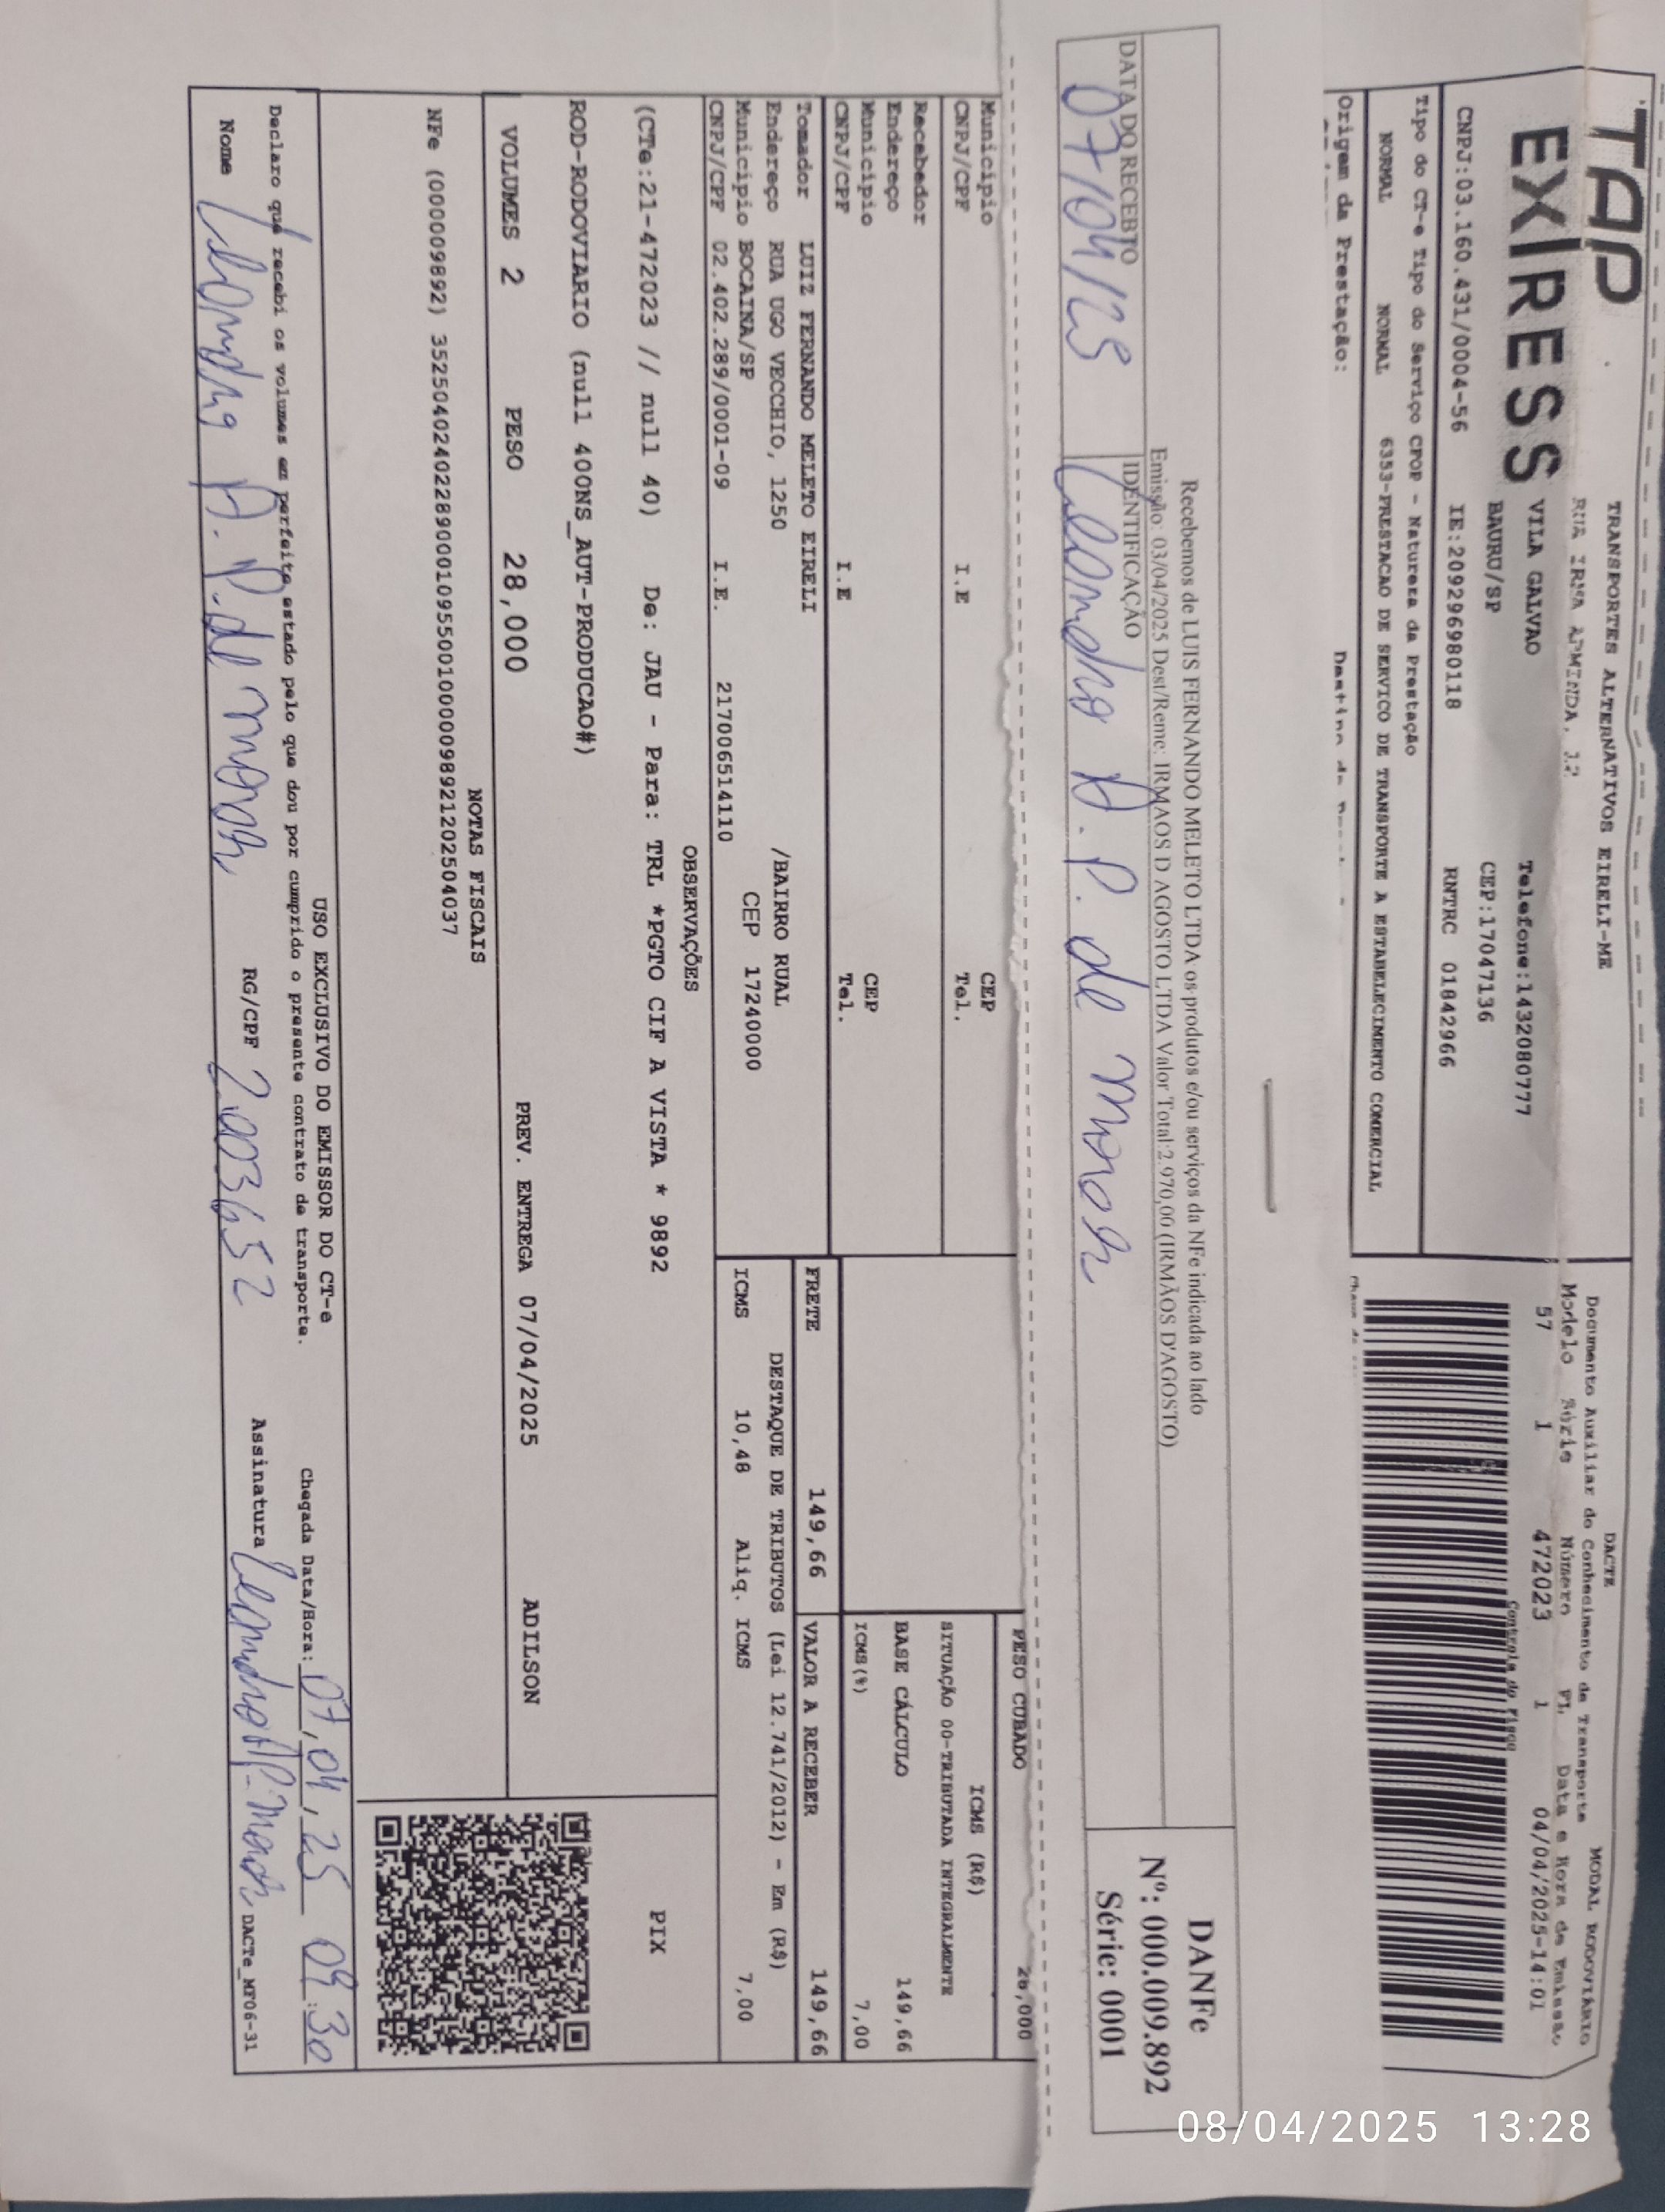 TAP
EXPRESS
TRANSPORTES ALTERNATIVOS EIRELI-ME
RUA IRMA ARMINDA, 12
VILA GALVAO Telefone:1432080777
BAURU/SP CEP:17047136
CNPJ:03.160.431/0004-56 IE:209296980118 RNTRC 01842966
Tipo do CT-e Tipo do Serviço CFOP - Natureza da Prestação
NORMAL NORMAL 6353-PRESTACAO DE SERVICO DE TRANSPORTE A ESTABELECIMENTO COMERCIAL
Origem da Prestação:
DACTE MODAL RODOVIÁRIO
Documento Auxiliar do Conhecimento de Transporte
Modelo Série Número FL Data e Hora de Emissão
57 1 472023 1 04/04/2025-14:01
Controle do Fisco
Recebemos de LUIS FERNANDO MELETO LTDA os produtos e/ou serviços da NFe indicada ao lado
Emissão: 03/04/2025 Dest/Reme: IRMAOS D AGOSTO LTDA Valor Total:2.970,00 (IRMÃOS D'AGOSTO)
DATA DO RECEBTO IDENTIFICAÇÃO
07/04/25 Leandro A. P. de
DANFe
Nº: 000.009.892
Série: 0001
PESO CUBADO
Município CEP
CNPJ/CPF I.E Tel.
ICMS (R$)
SITUAÇÃO 00-TRIBUTADA INTEGRALMENTE
Recebedor
Endereço
BASE CÁLCULO 149,66
Município CEP
ICMS(%) 7,00
CNPJ/CPF I.E Tel.
Tomador LUIZ FERNANDO MELETO EIRELI
FRETE 149,66 VALOR A RECEBER 149,66
Endereço RUA UGO VECCHIO, 1250 /BAIRRO RUAL
DESTAQUE DE TRIBUTOS (Lei 12.741/2012) - Em (R$)
Município BOCAINA/SP CEP 17240000
ICMS 10,48 Aliq. ICMS 7,00
CNPJ/CPF 02.402.289/0001-09 I.E. 217006514110
OBSERVAÇÕES
(CTe:21-472023 // null 40) De: JAU - Para: TRL *PGTO CIF A VISTA * 9892
PIX
ROD-RODOVIARIO (null 40ONS_AUT-PRODUCAO#)
VOLUMES 2 PESO 28,000 PREV. ENTREGA 07/04/2025 ADILSON
NOTAS FISCAIS
NFe (000009892) 35250402402289000109550010000098921202504037
USO EXCLUSIVO DO EMISSOR DO CT-e
Declaro que recebi os volumes em perfeito estado pelo que dou por cumprido o presente contrato de transporte.
Chegada Data/Hora: 07, 04, 25 09:30
Nome Leandro A. P. de RG/CPF Assinatura
DACTe_MF06-31
08/04/2025 13:28